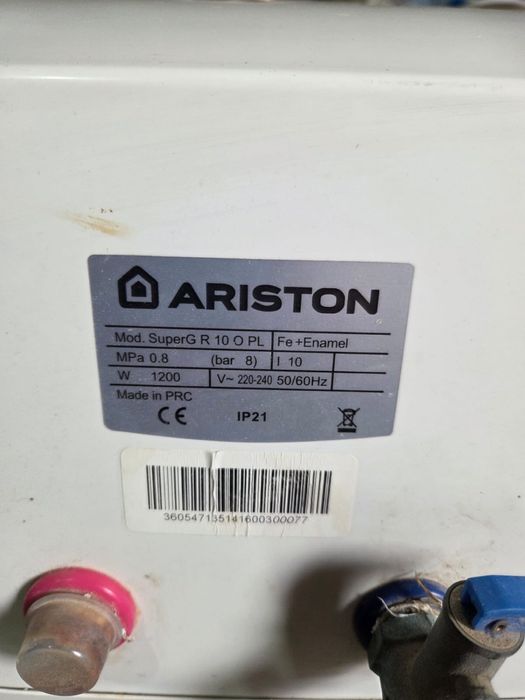 ARISTON
Mod. SuperG R 10 O PL Fe +Enamel
MPa 0.8 (bar 8) l 10
W 1200 V~ 220-240 50/60Hz
Made in PRC
CE IP21
360547135141600300077